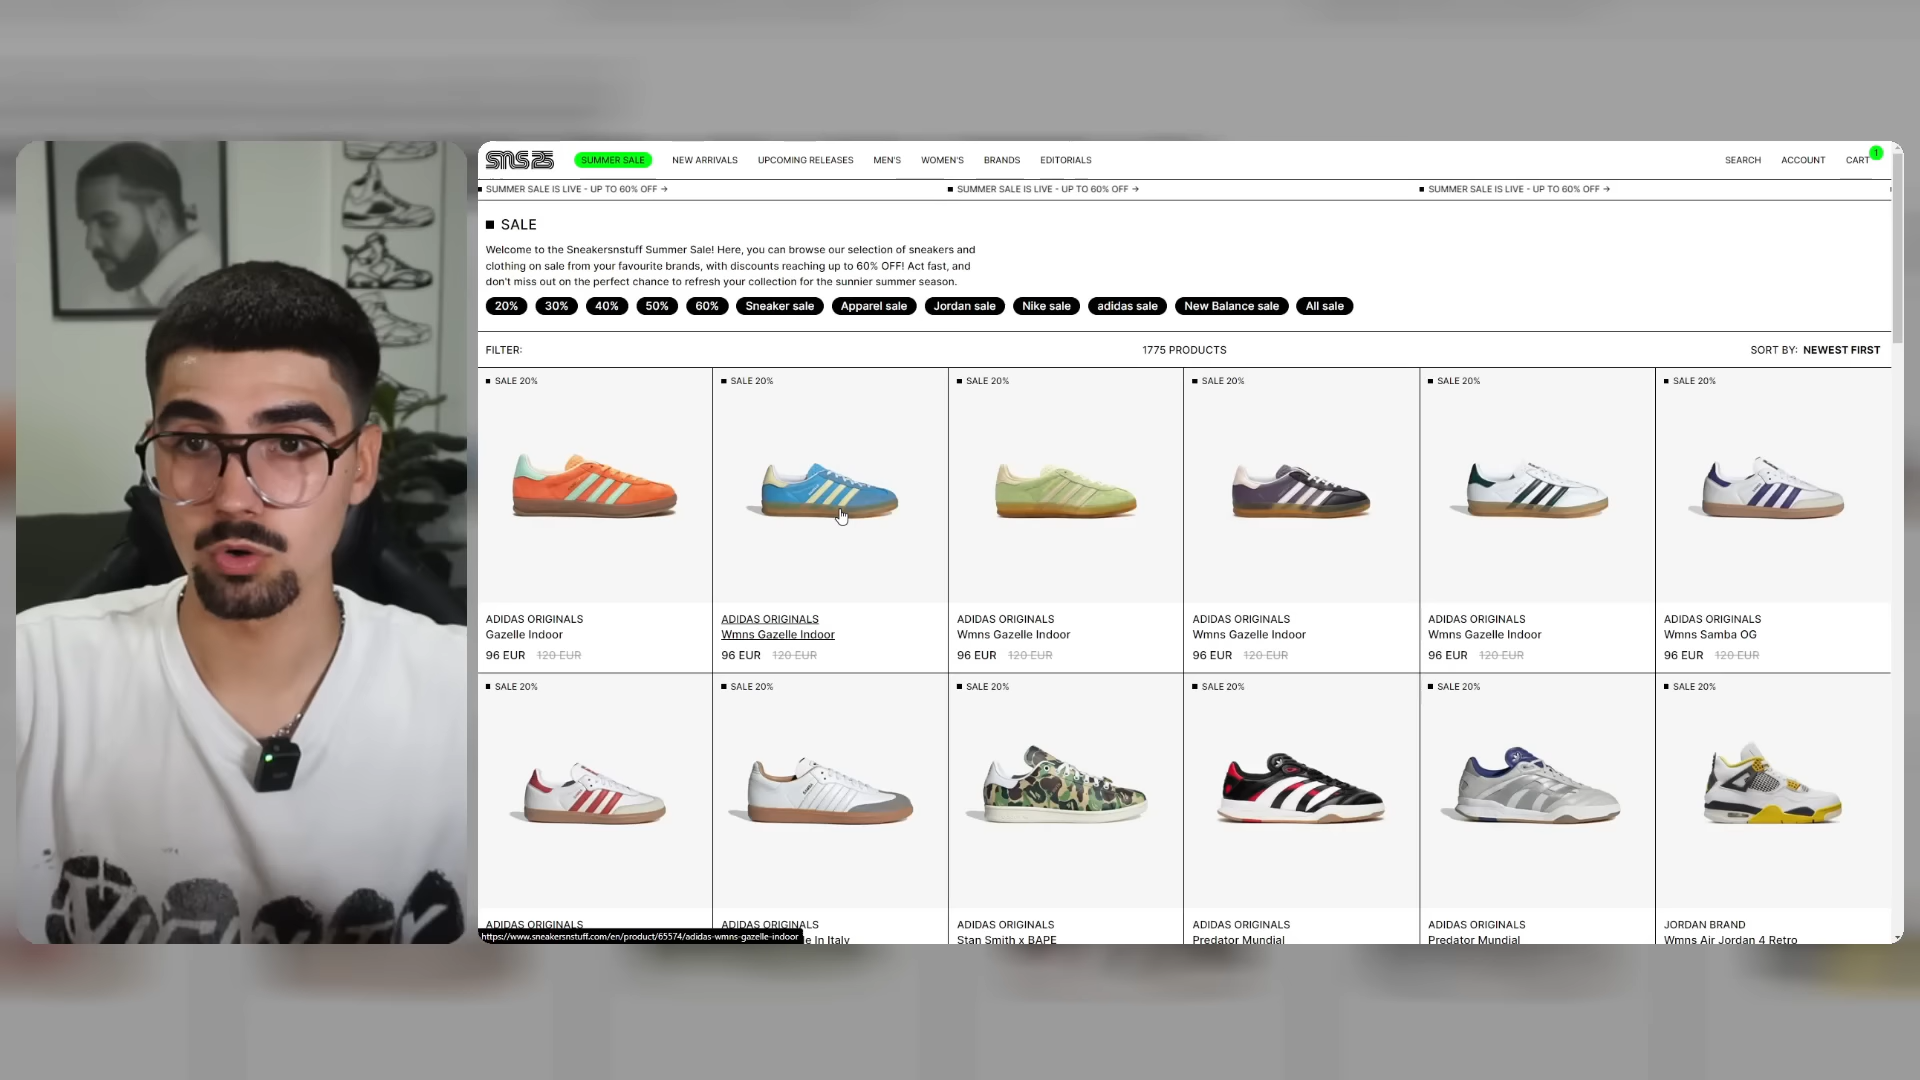 SNS 25
SUMMER SALE
NEW ARRIVALS
UPCOMING RELEASES
MEN'S
WOMEN'S
BRANDS
EDITORIALS
SEARCH
ACCOUNT
CART
1
SUMMER SALE IS LIVE - UP TO 60% OFF →
SUMMER SALE IS LIVE - UP TO 60% OFF →
SUMMER SALE IS LIVE - UP TO 60% OFF →
SALE
Welcome to the Sneakersnstuff Summer Sale! Here, you can browse our selection of sneakers and
clothing on sale from your favourite brands, with discounts reaching up to 60% OFF! Act fast, and
don't miss out on the perfect chance to refresh your collection for the sunnier summer season.
20%
30%
40%
50%
60%
Sneaker sale
Apparel sale
Jordan sale
Nike sale
adidas sale
New Balance sale
All sale
FILTER:
1775 PRODUCTS
SORT BY: NEWEST FIRST
SALE 20%
SALE 20%
SALE 20%
SALE 20%
SALE 20%
SALE 20%
ADIDAS ORIGINALS
Gazelle Indoor
96 EUR 120 EUR
ADIDAS ORIGINALS
Wmns Gazelle Indoor
96 EUR 120 EUR
ADIDAS ORIGINALS
Wmns Gazelle Indoor
96 EUR 120 EUR
ADIDAS ORIGINALS
Wmns Gazelle Indoor
96 EUR 120 EUR
ADIDAS ORIGINALS
Wmns Gazelle Indoor
96 EUR 120 EUR
ADIDAS ORIGINALS
Wmns Samba OG
96 EUR 120 EUR
SALE 20%
SALE 20%
SALE 20%
SALE 20%
SALE 20%
SALE 20%
ADIDAS ORIGINALS
ADIDAS ORIGINALS
In Italy
ADIDAS ORIGINALS
Stan Smith x BAPE
ADIDAS ORIGINALS
Predator Mundial
ADIDAS ORIGINALS
Predator Mundial
JORDAN BRAND
Wmns Air Jordan 4 Retro
https://www.sneakersnstuff.com/en/product/65574/adidas-wmns-gazelle-indoor